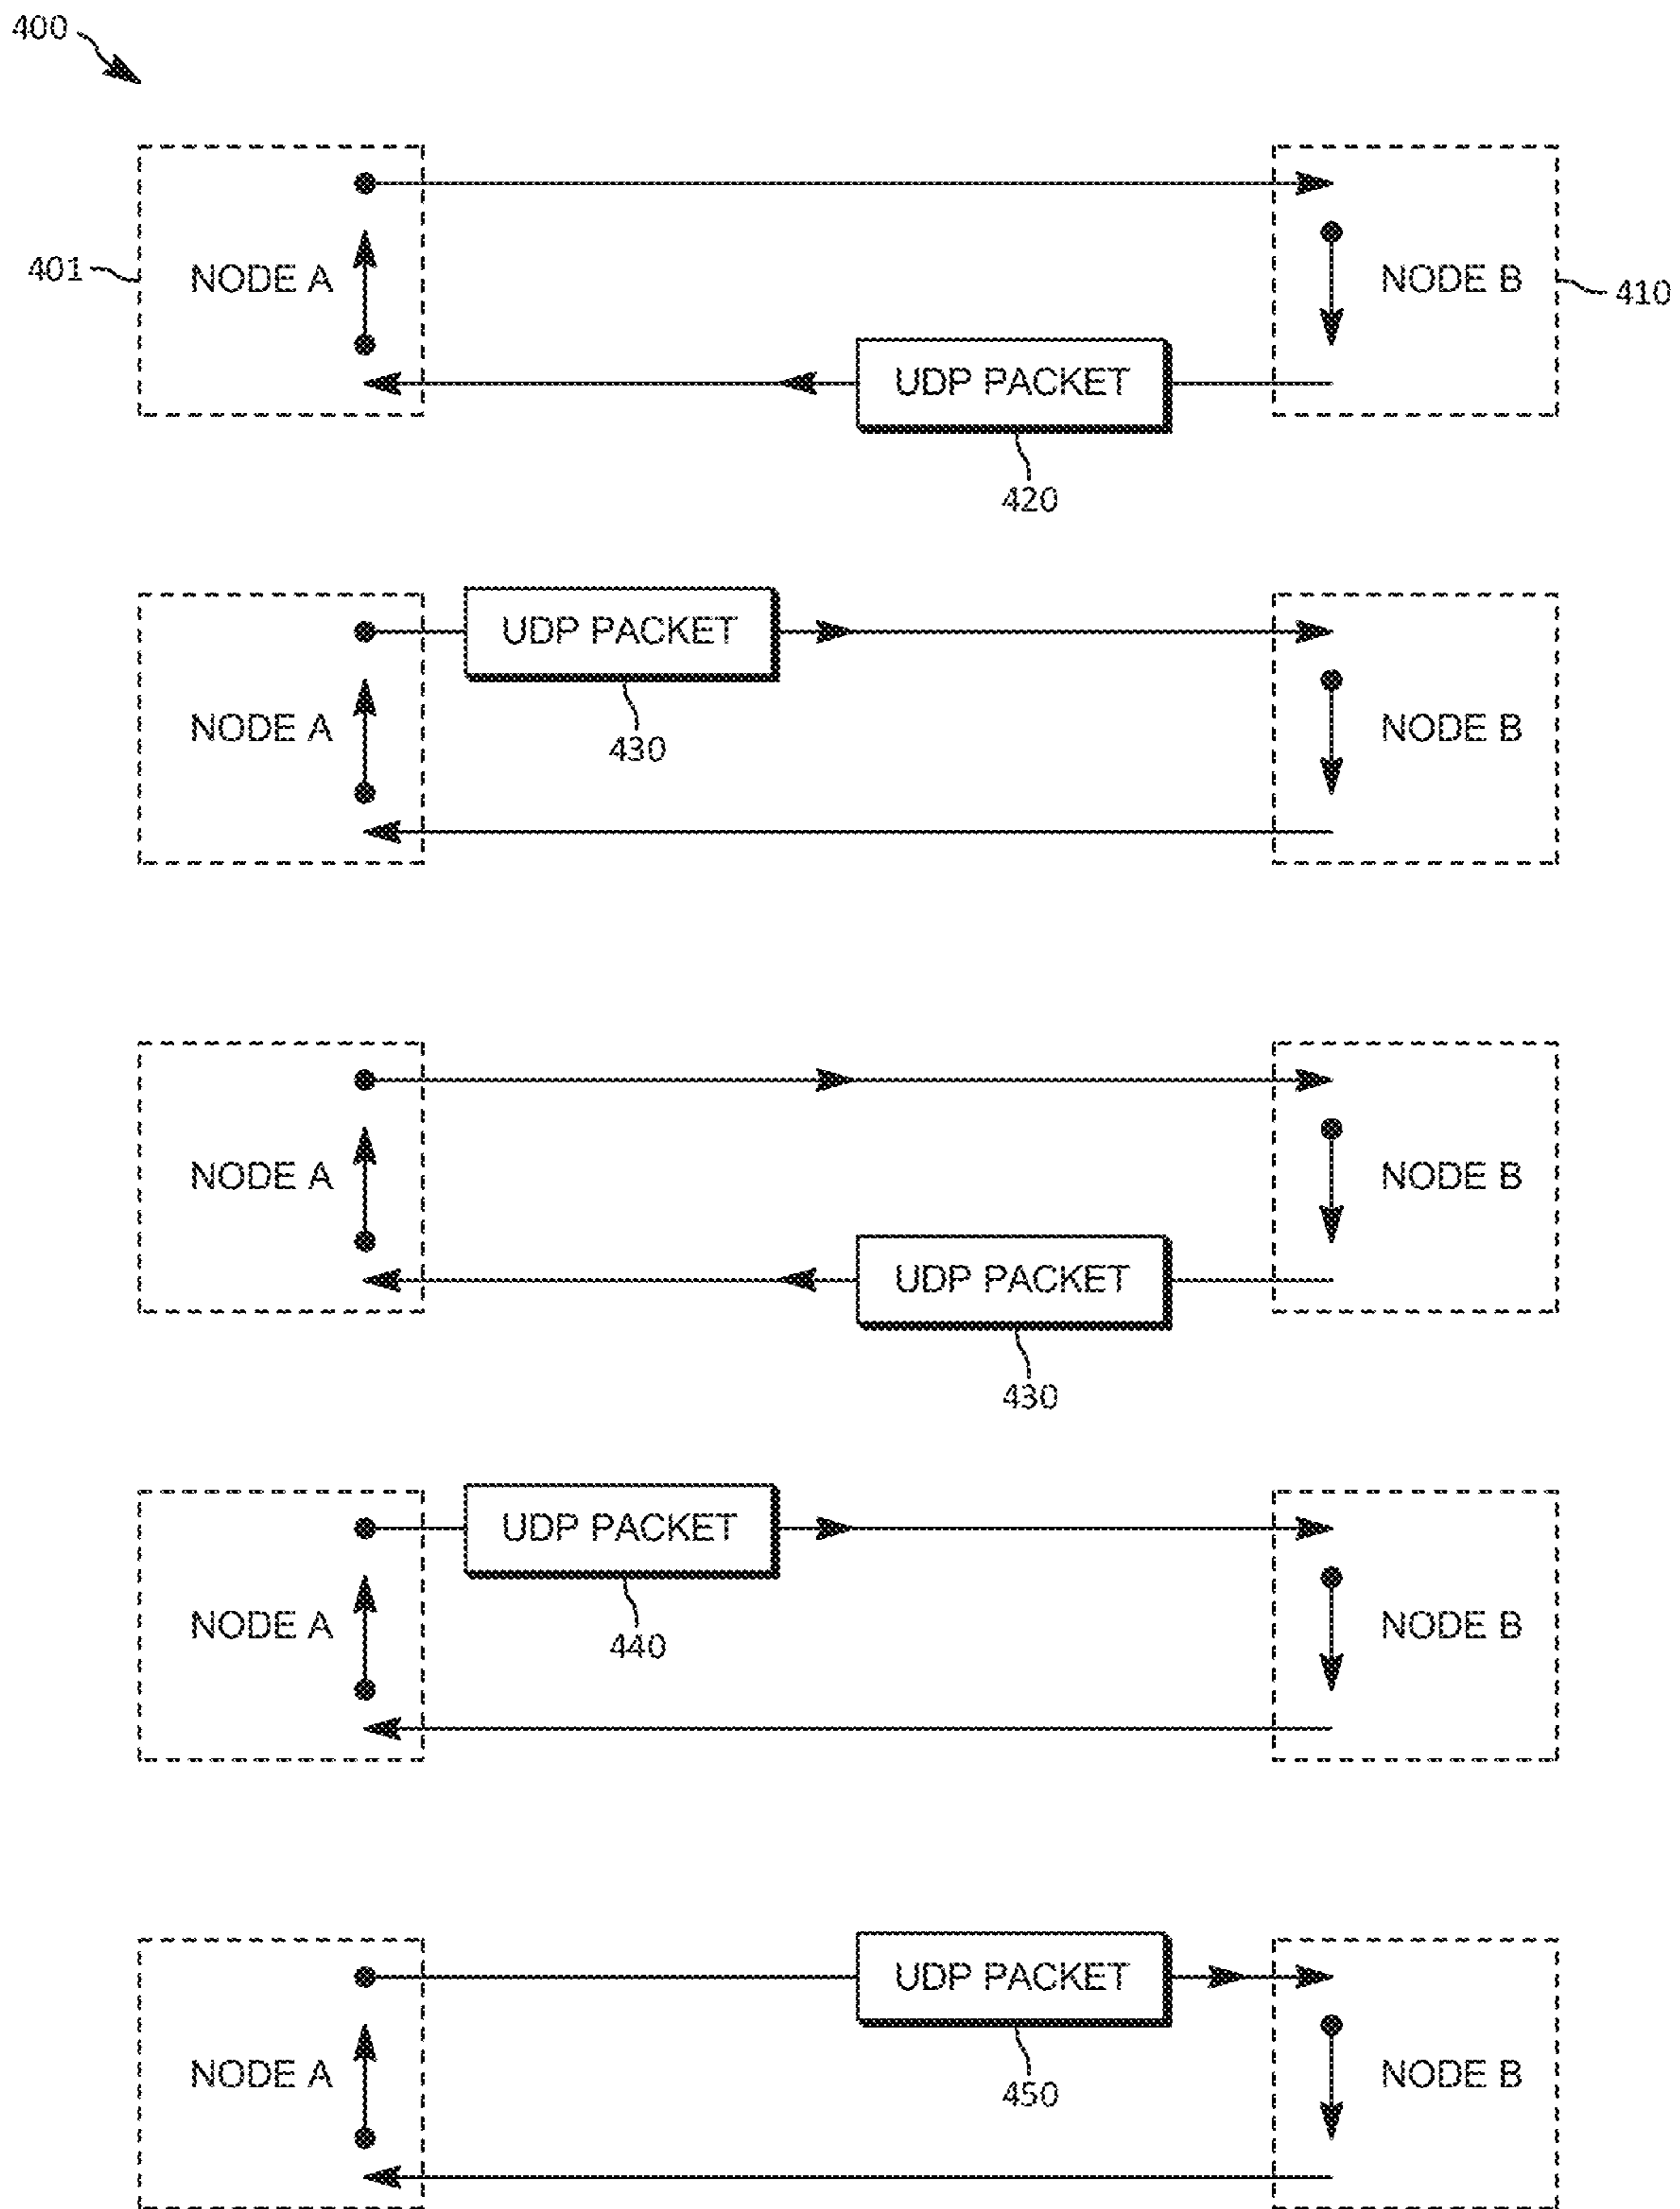 400
401
NODE A
NODE B
410
UDP PACKET
420
UDP PACKET
430
NODE A
NODE B
NODE A
NODE B
UDP PACKET
430
UDP PACKET
440
NODE A
NODE B
UDP PACKET
450
NODE A
NODE B